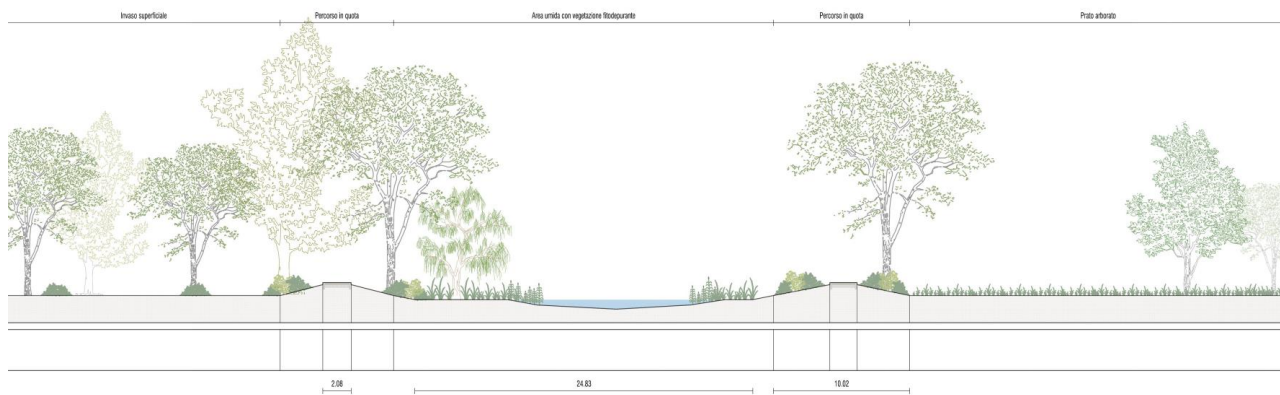 Invaso superficiale
Percorso in quota
Area umida con vegetazione fitodepurante
Percorso in quota
Prato arborato
2.08
24.83
10.02